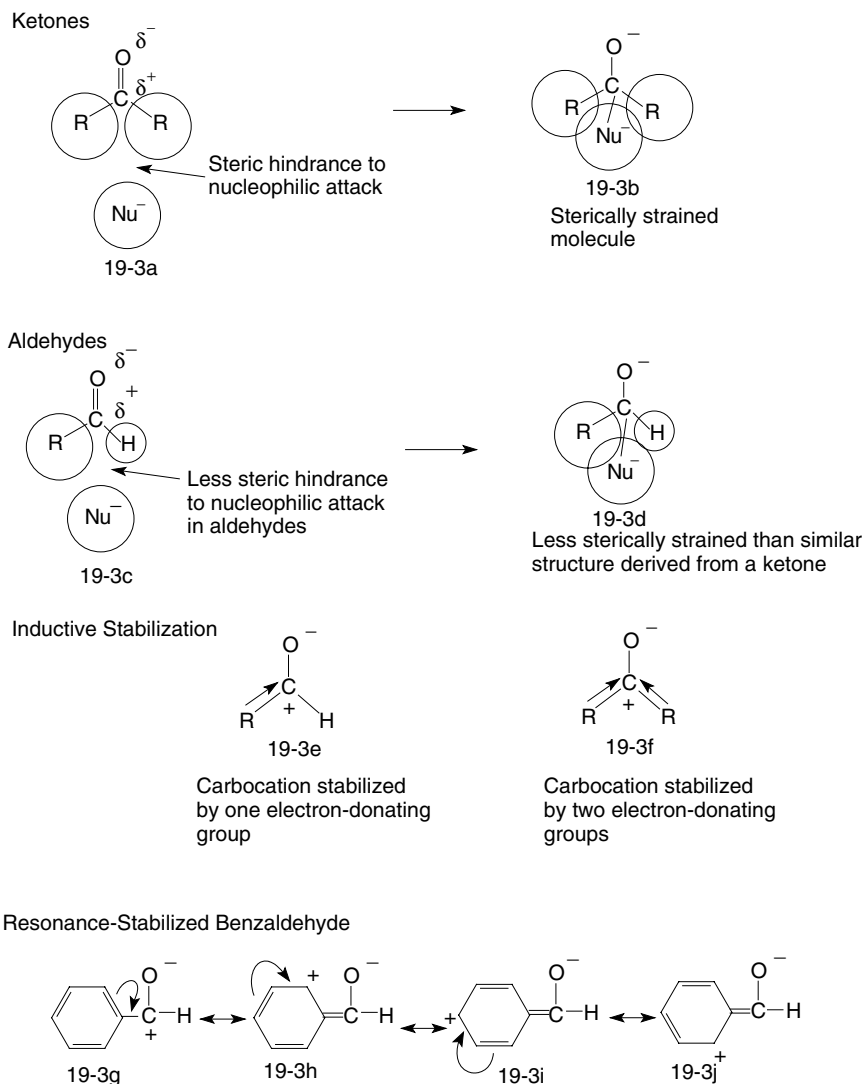 Ketones
δ−
O
δ+
C
R R
Steric hindrance to
nucleophilic attack
Nu−
19-3a
O−
C
R R
Nu−
19-3b
Sterically strained
molecule
Aldehydes
δ−
O
δ+
C
R H
Less steric hindrance
to nucleophilic attack
in aldehydes
Nu−
19-3c
O−
C
R H
Nu−
19-3d
Less sterically strained than similar
structure derived from a ketone
Inductive Stabilization
O−
C
+
R H
19-3e
Carbocation stabilized
by one electron-donating
group
O−
C
+
R R
19-3f
Carbocation stabilized
by two electron-donating
groups
Resonance-Stabilized Benzaldehyde
O−
C–H
+
19-3g
+
O−
C–H
19-3h
O−
+
C–H
19-3i
O−
C–H
+
19-3j